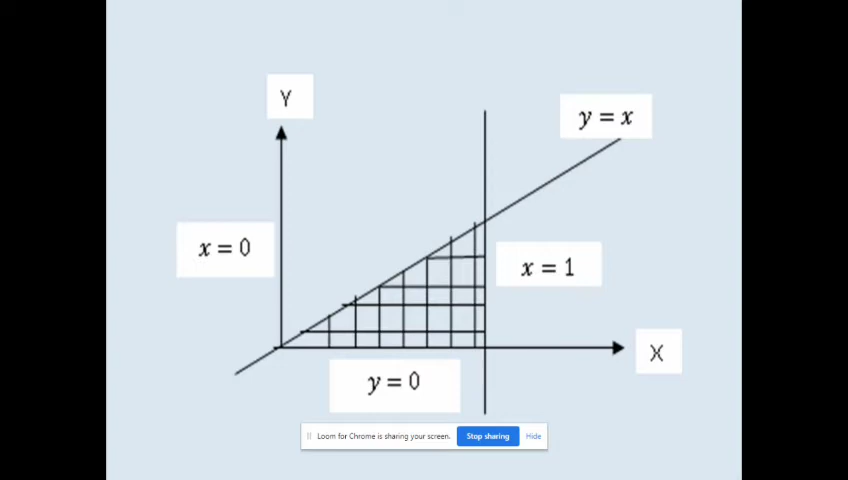 Y
y = x
x = 0
x = 1
X
y = 0
Loom for Chrome is sharing your screen. Stop sharing Hide